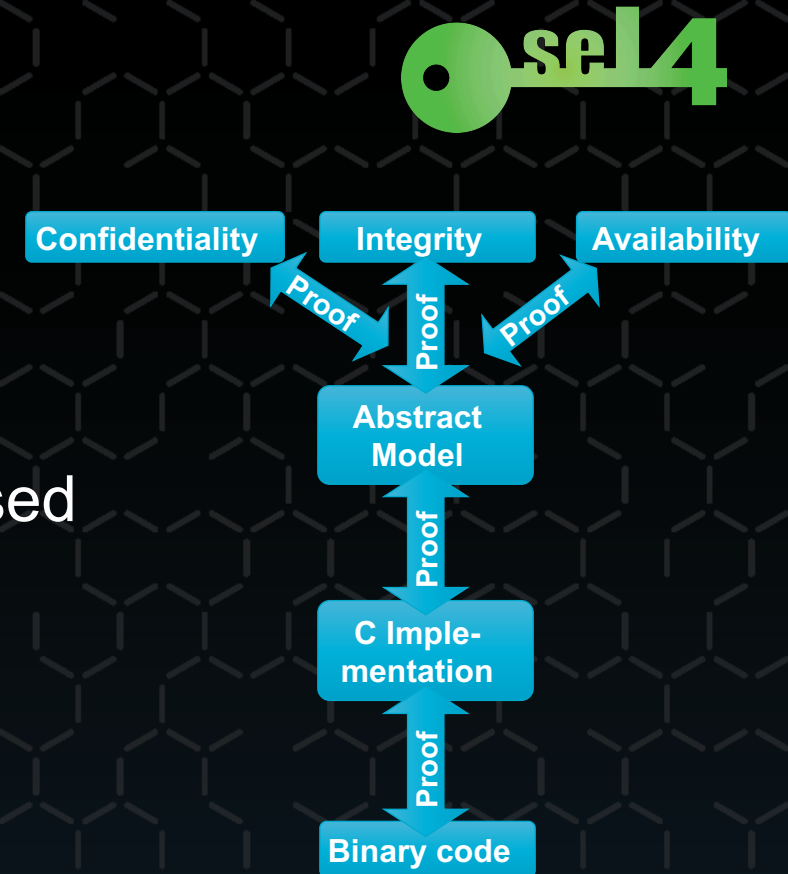 seL4
Confidentiality
Integrity
Availability
Proof
Proof
Proof
Abstract
Model
sed
Proof
C Imple-
mentation
Proof
Binary code